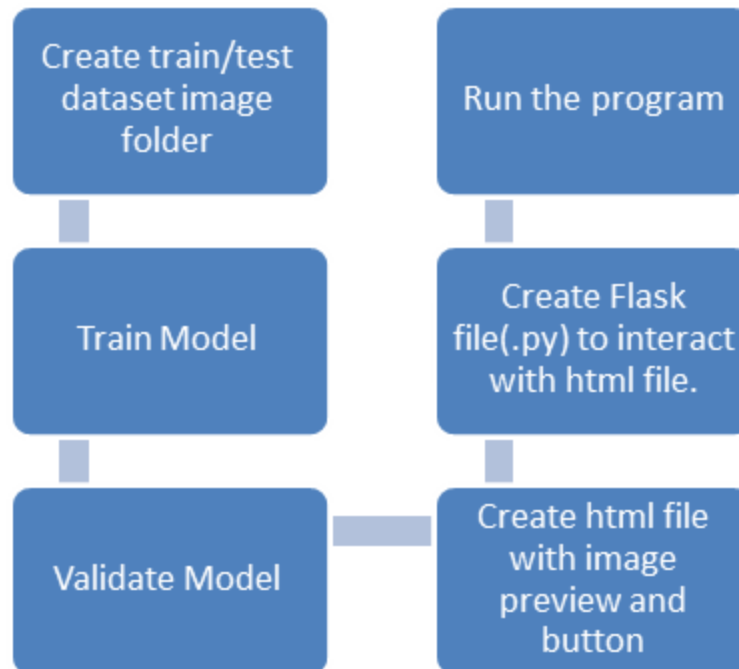 Create train/test
dataset image
folder
Train Model
Validate Model
Create html file
with image
preview and
button
Create Flask
file(.py) to interact
with html file.
Run the program